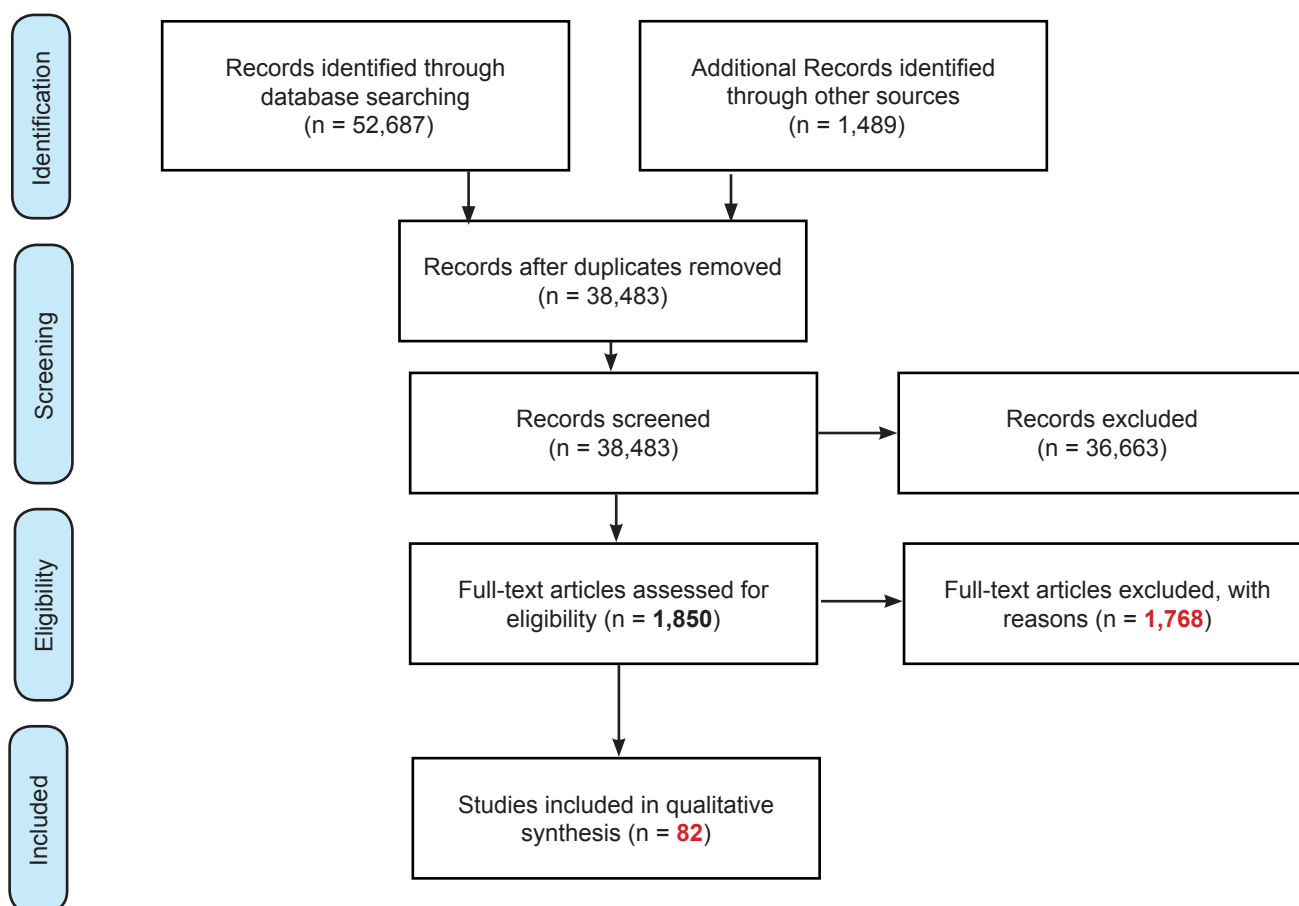 Identification
Records identified through
database searching
(n = 52,687)
Additional Records identified
through other sources
(n = 1,489)
Screening
Records after duplicates removed
(n = 38,483)
Records screened
(n = 38,483)
Records excluded
(n = 36,663)
Eligibility
Full-text articles assessed for
eligibility (n = 1,850)
Full-text articles excluded, with
reasons (n = 1,768)
Included
Studies included in qualitative
synthesis (n = 82)